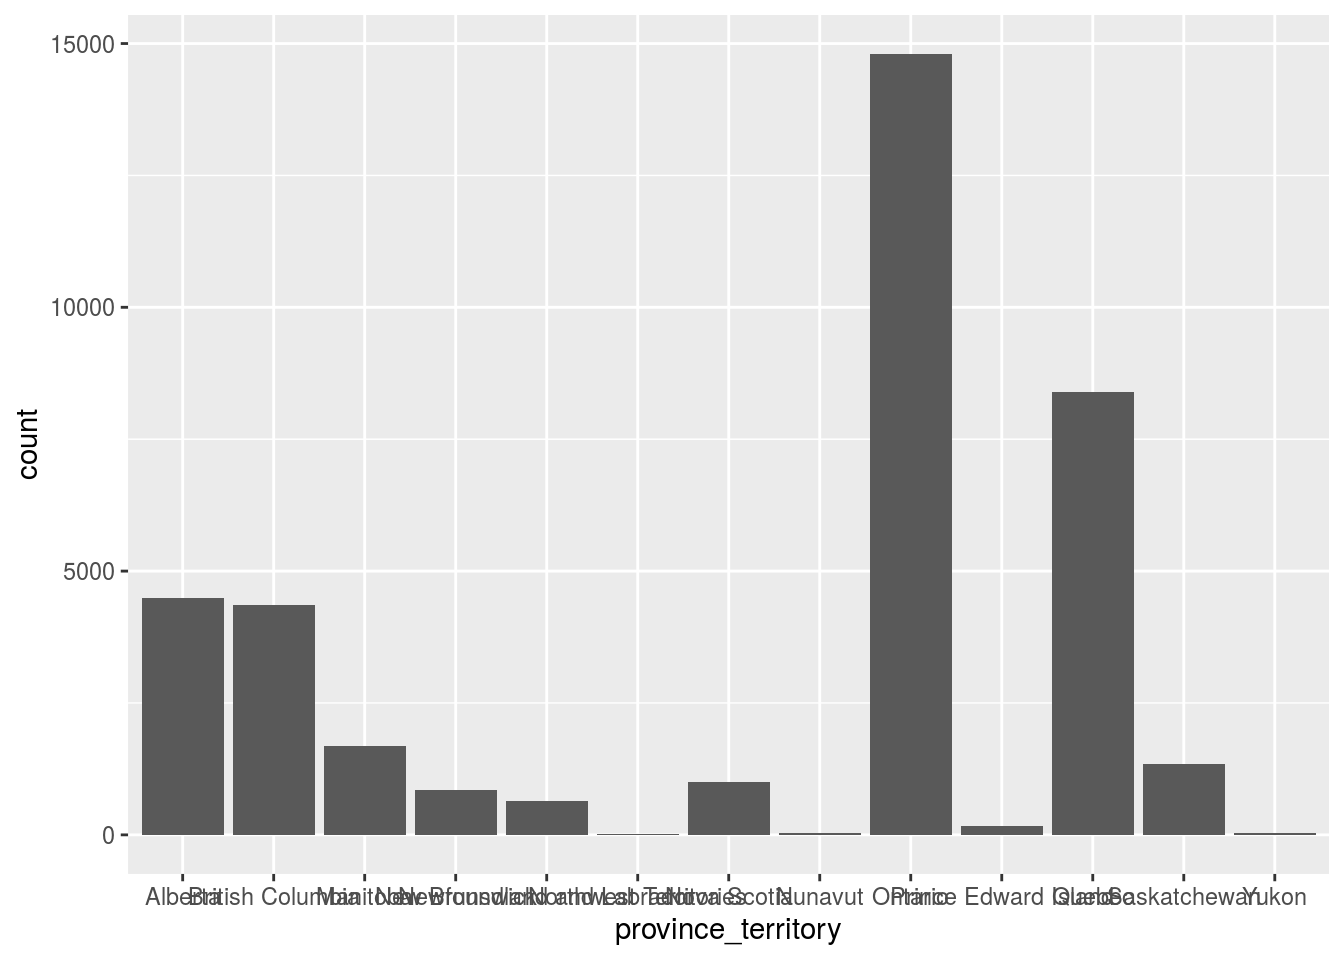 15000
10000
5000
0
count
Alberta British Columbia Manitoba New Brunswick Newfoundland and Labrador Northwest Territories Nova Scotia Nunavut Ontario Prince Edward Island Quebec Saskatchewan Yukon
province_territory